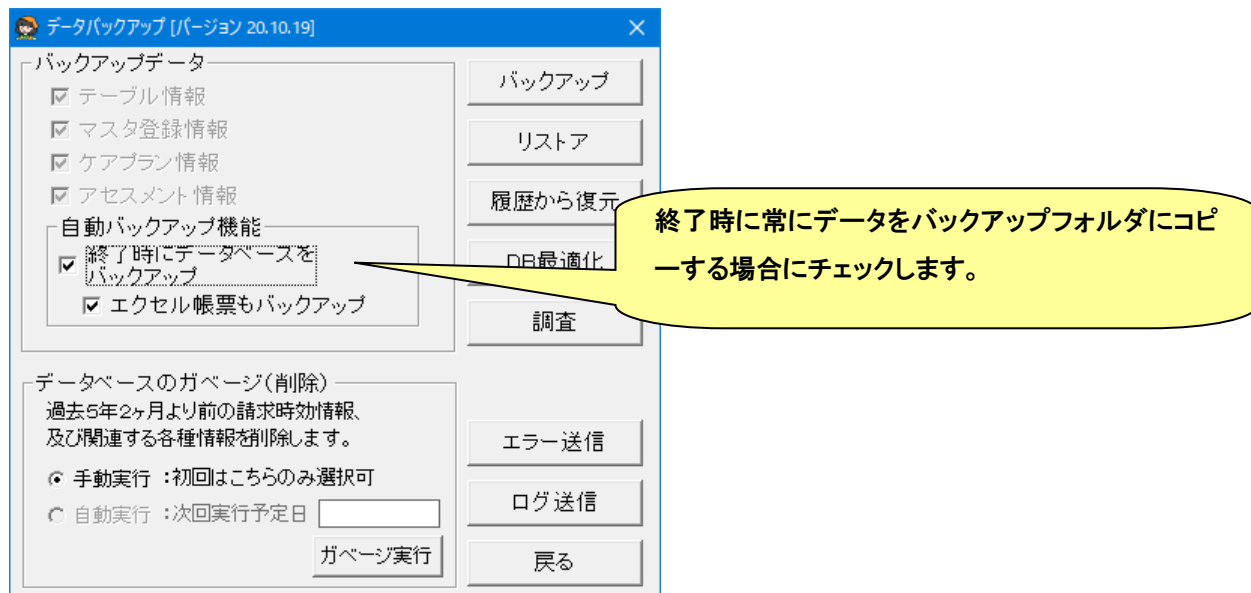 データバックアップ [バージョン 20.10.19]
バックアップデータ
テーブル情報
マスタ登録情報
ケアプラン情報
アセスメント情報
自動バックアップ機能
終了時にデータベースを
バックアップ
エクセル帳票もバックアップ
バックアップ
リストア
履歴から復元
DB最適化
調査
終了時に常にデータをバックアップフォルダにコピ
ーする場合にチェックします。
データベースのガベージ(削除)
過去5年2ヶ月より前の請求時効情報、
及び関連する各種情報を削除します。
手動実行 :初回はこちらのみ選択可
自動実行 :次回実行予定日
ガベージ実行
エラー送信
ログ送信
戻る